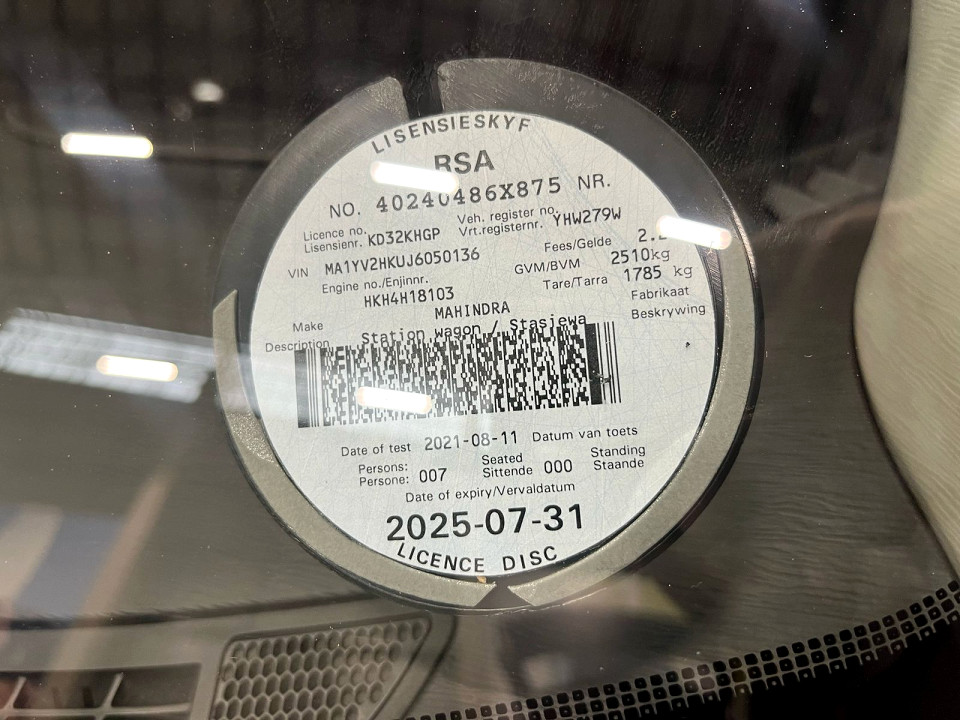 LISENSIESKYF
RSA
NO. 40240486X875 NR.
Licence no. Veh. register no.
Lisensienr. KD32KHGP Vrt.registernr. YHW279W
VIN MA1YV2HKUJ6050136 Fees/Gelde
Engine no./Enjinnr. GVM/BVM 2510kg
HKH4H18103 Tare/Tarra 1785 kg
Make MAHINDRA Fabrikaat
Description Station wagon / Stasiewa Beskrywing
Date of test 2021-08-11 Datum van toets
Persons: Seated Standing
Persone: 007 Sittende 000 Staande
Date of expiry/Vervaldatum
2025-07-31
LICENCE DISC